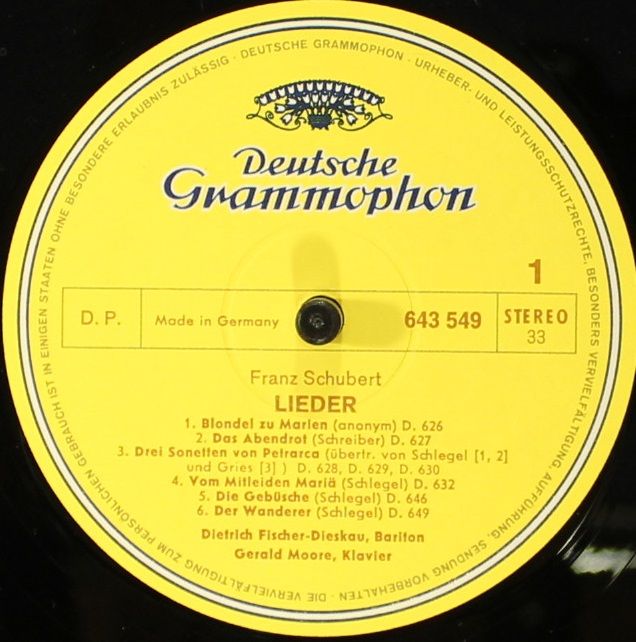 DEUTSCHE GRAMMOPHON · URHEBER- UND LEISTUNGSSCHUTZRECHTE, BESONDERS VERVIELFÄLTIGUNG, AUFFÜHRUNG, SENDUNG VORBEHALTEN · DIE VERVIELFÄLTIGUNG ZUM PERSÖNLICHEN GEBRAUCH IST IN EINIGEN STAATEN OHNE BESONDERE ERLAUBNIS ZULÄSSIG ·
Deutsche
Grammophon
1
D. P. Made in Germany 643 549 STEREO
33
Franz Schubert
LIEDER
1. Blondel zu Marien (anonym) D. 626
2. Das Abendrot (Schreiber) D. 627
3. Drei Sonetten von Petrarca (übertr. von Schlegel [1, 2]
und Gries [3] ) D. 628, D. 629, D. 630
4. Vom Mitleiden Mariä (Schlegel) D. 632
5. Die Gebüsche (Schlegel) D. 646
6. Der Wanderer (Schlegel) D. 649
Dietrich Fischer-Dieskau, Bariton
Gerald Moore, Klavier